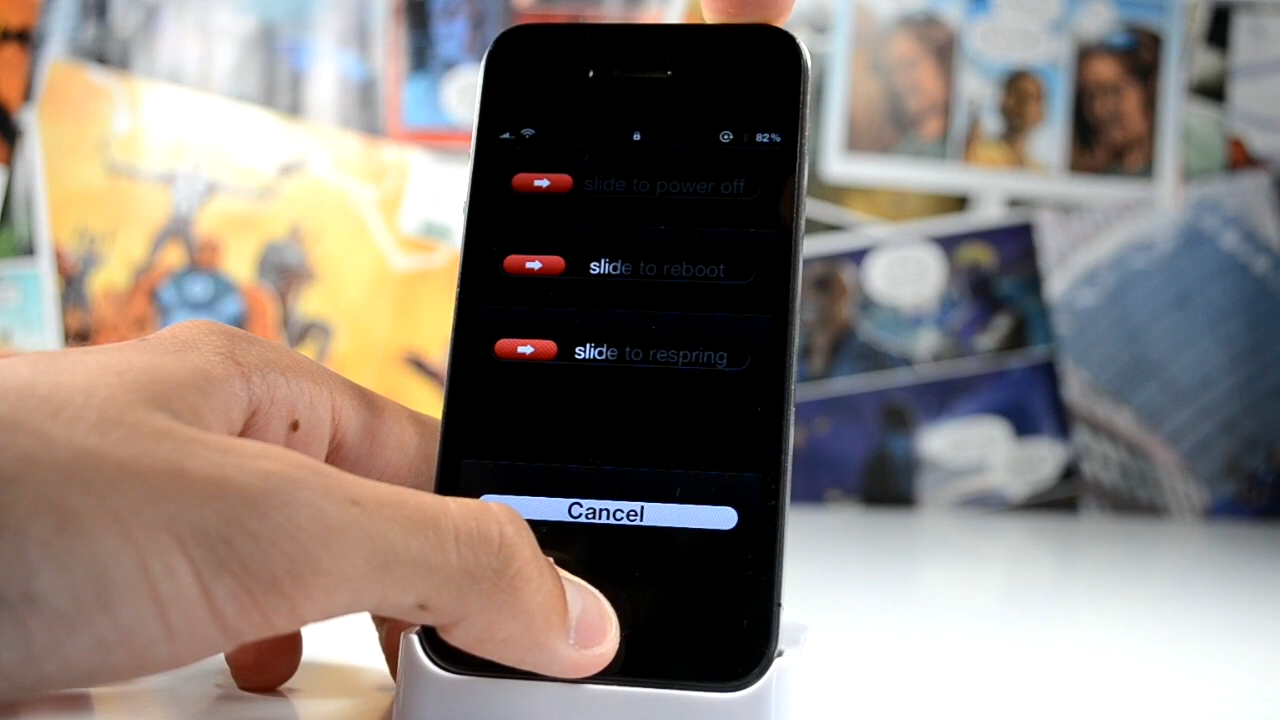 82%
slide to power off
slide to reboot
slide to respring
Cancel